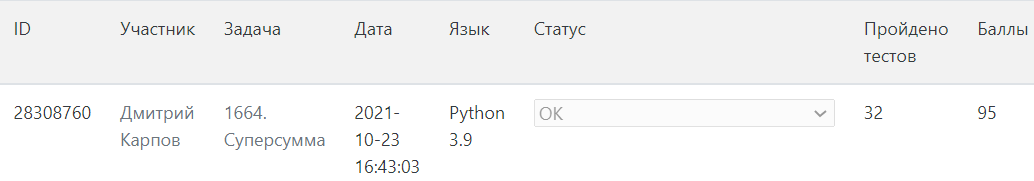 ID Участник Задача Дата Язык Статус Пройдено тестов Баллы
28308760 Дмитрий Карпов 1664. Суперсумма 2021-10-23 16:43:03 Python 3.9 OK 32 95